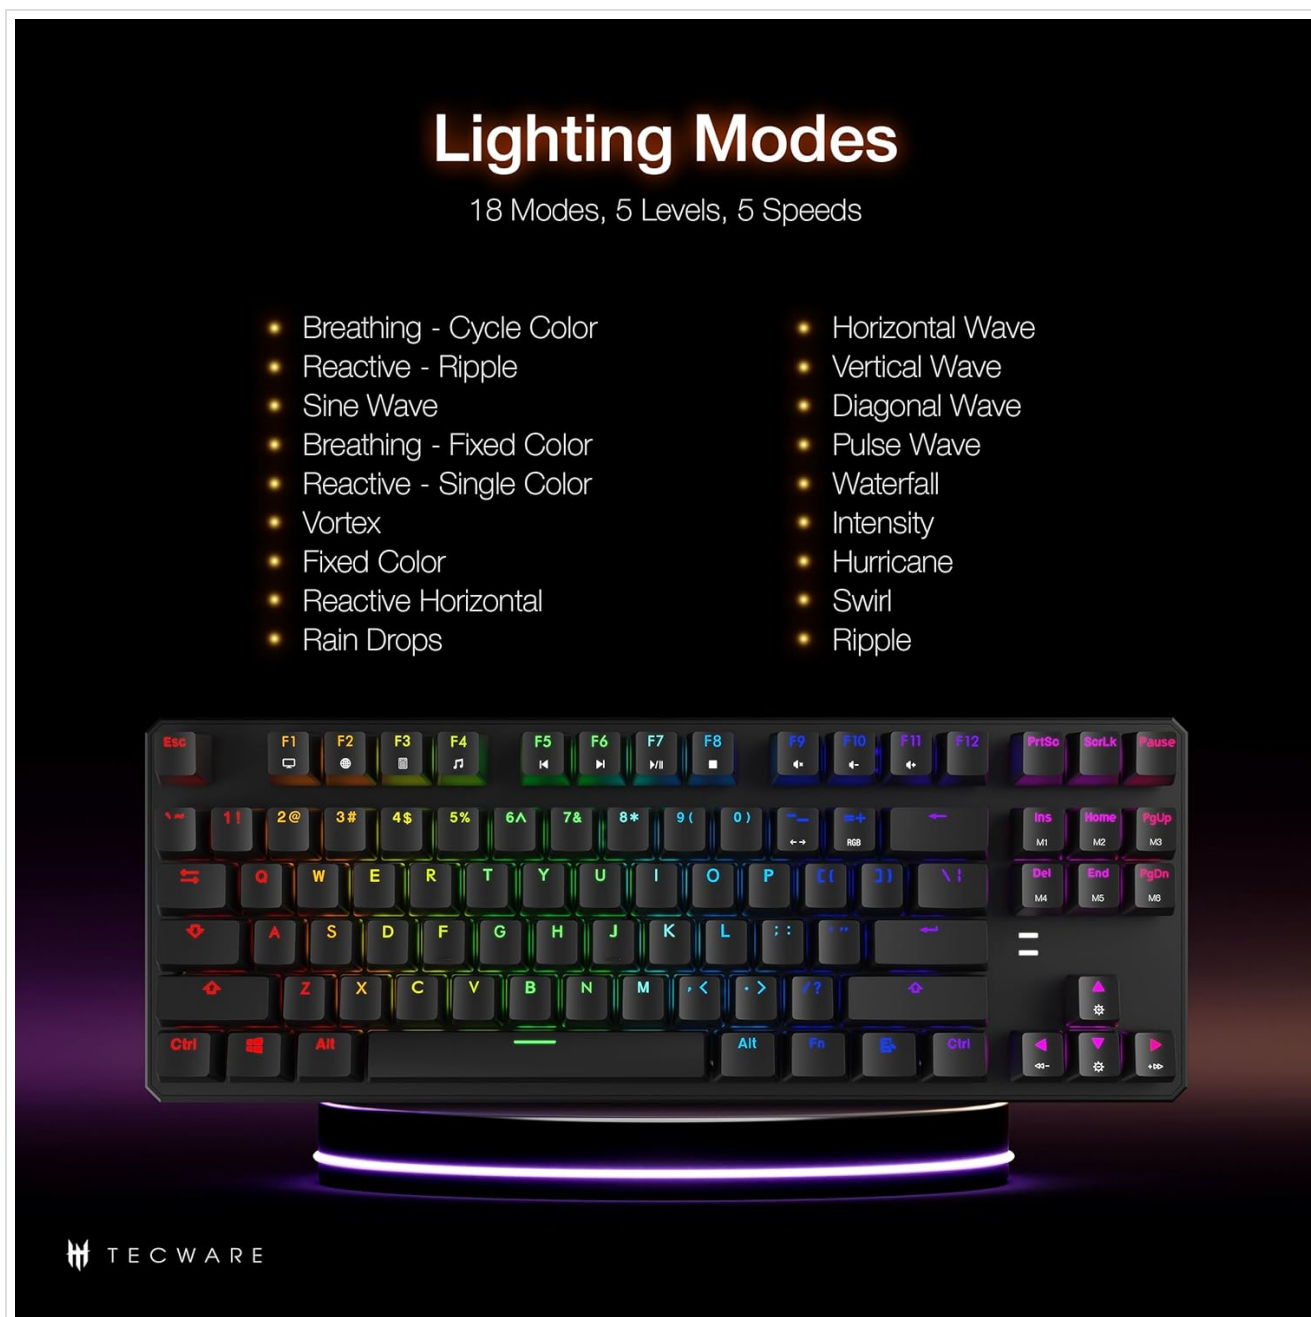 Lighting Modes
18 Modes, 5 Levels, 5 Speeds
Breathing - Cycle Color
Reactive - Ripple
Sine Wave
Breathing - Fixed Color
Reactive - Single Color
Vortex
Fixed Color
Reactive Horizontal
Rain Drops
Horizontal Wave
Vertical Wave
Diagonal Wave
Pulse Wave
Waterfall
Intensity
Hurricane
Swirl
Ripple
Esc F1 F2 F3 F4 F5 F6 F7 F8 F9 F10 F11 F12 PrtSc ScrLk Pause
` ~ 1 ! 2 @ 3 # 4 $ 5 % 6 ^ 7 & 8 * 9 ( 0 ) - _ = + Ins Home PgUp
RGB M1 M2 M3
Q W E R T Y U I O P [ { ] } \ | Del End PgDn
M4 M5 M6
A S D F G H J K L ; : ' "
Z X C V B N M , < . > / ?
Ctrl Alt Alt Fn Ctrl
TECWARE